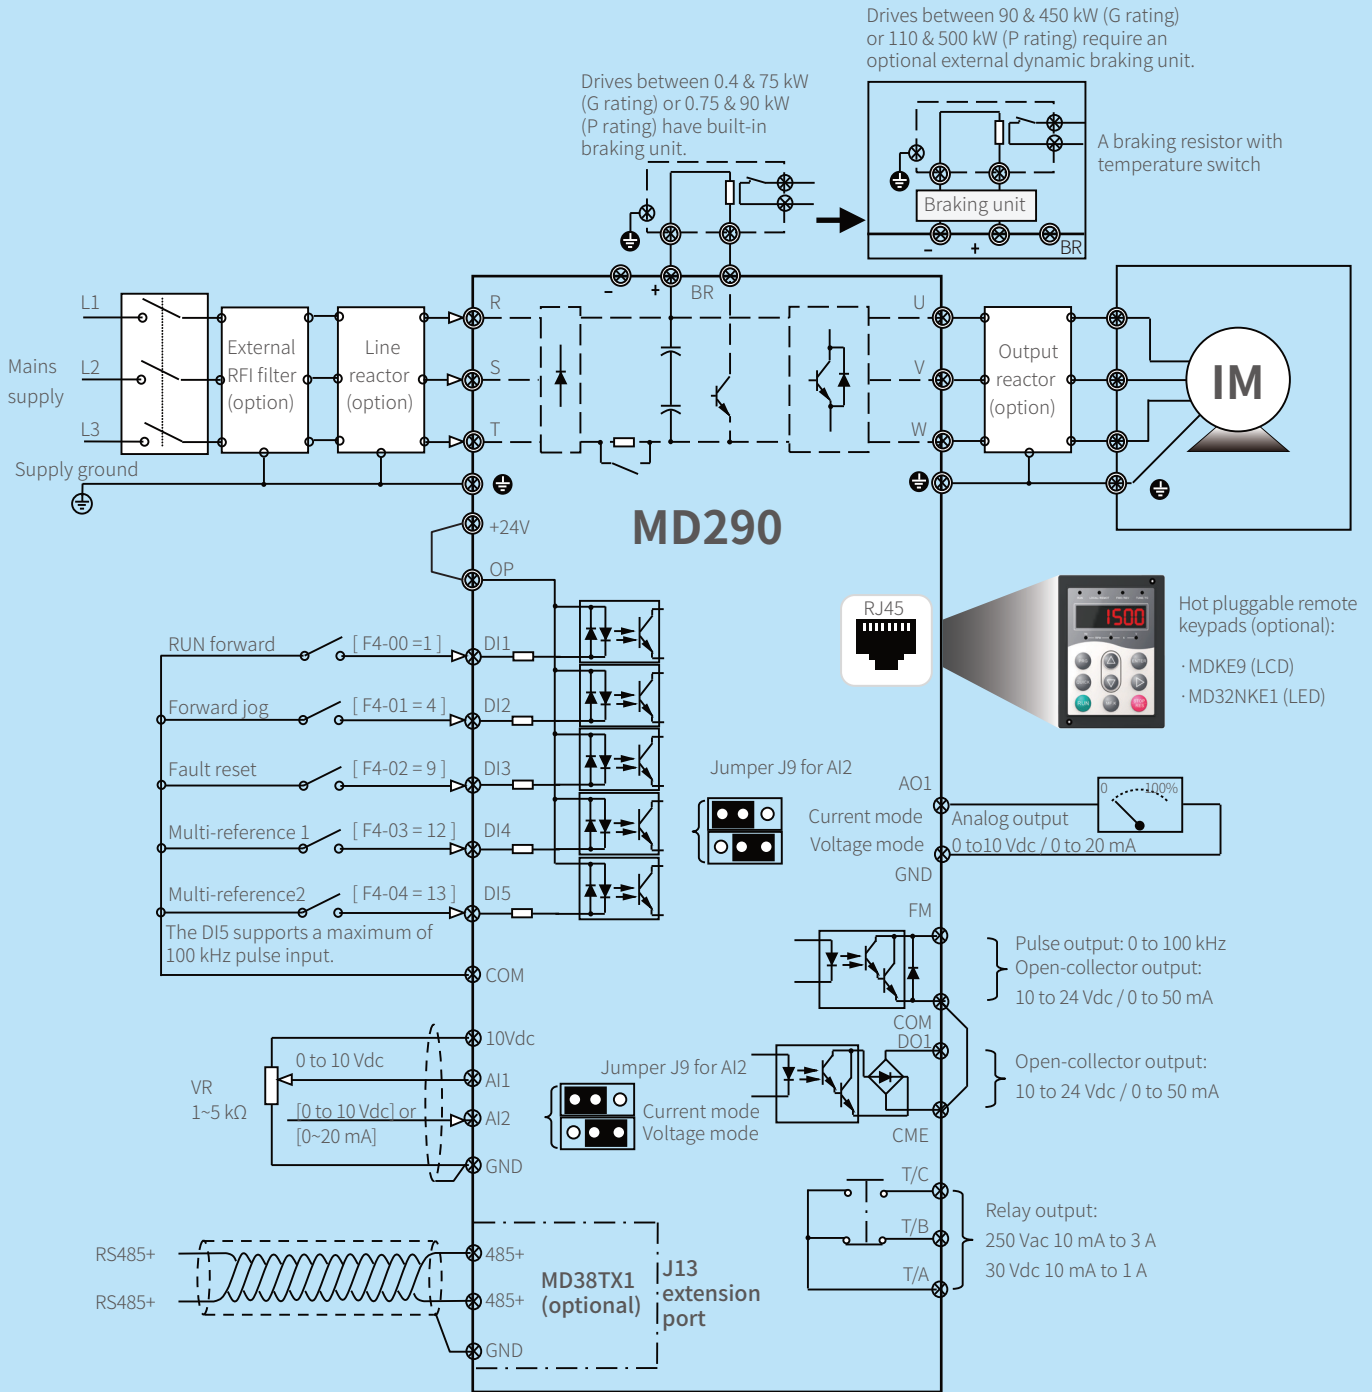 Drives between 90 & 450 kW (G rating)
or 110 & 500 kW (P rating) require an
optional external dynamic braking unit.
Drives between 0.4 & 75 kW
(G rating) or 0.75 & 90 kW
(P rating) have built-in
braking unit.
A braking resistor with
temperature switch
Braking unit
− + BR
− + BR
L1
Mains
supply
L2
L3
Supply ground
External
RFI filter
(option)
Line
reactor
(option)
R
S
T
U
V
W
Output
reactor
(option)
IM
MD290
+24V
OP
RUN forward [ F4-00 =1 ] DI1
Forward jog [ F4-01 = 4 ] DI2
Fault reset [ F4-02 = 9 ] DI3
Multi-reference 1 [ F4-03 = 12 ] DI4
Multi-reference2 [ F4-04 = 13 ] DI5
The DI5 supports a maximum of
100 kHz pulse input.
COM
RJ45
1500
RUN
Hot pluggable remote
keypads (optional):
· MDKE9 (LCD)
· MD32NKE1 (LED)
Jumper J9 for AI2
Current mode
Voltage mode
AO1
Analog output
0 to10 Vdc / 0 to 20 mA
0 100%
GND
FM
Pulse output: 0 to 100 kHz
Open-collector output:
10 to 24 Vdc / 0 to 50 mA
COM
DO1
Open-collector output:
10 to 24 Vdc / 0 to 50 mA
CME
10Vdc
0 to 10 Vdc
AI1
VR
1~5 kΩ
[0 to 10 Vdc] or
[0~20 mA]
AI2
GND
Jumper J9 for AI2
Current mode
Voltage mode
T/C
T/B
T/A
Relay output:
250 Vac 10 mA to 3 A
30 Vdc 10 mA to 1 A
RS485+ 485+
RS485+ 485+
GND
MD38TX1
(optional)
J13
extension
port